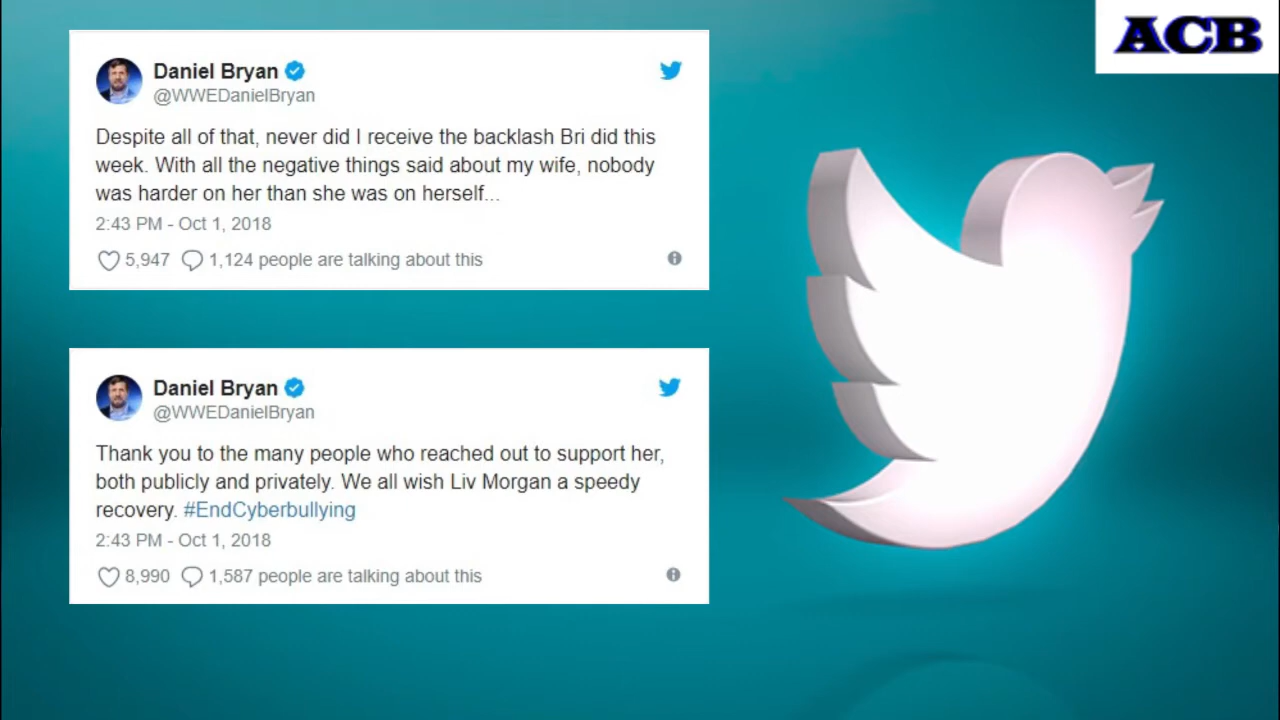 ACB
Daniel Bryan
@WWEDanielBryan
Despite all of that, never did I receive the backlash Bri did this
week. With all the negative things said about my wife, nobody
was harder on her than she was on herself...
2:43 PM - Oct 1, 2018
5,947 1,124 people are talking about this
Daniel Bryan
@WWEDanielBryan
Thank you to the many people who reached out to support her,
both publicly and privately. We all wish Liv Morgan a speedy
recovery. #EndCyberbullying
2:43 PM - Oct 1, 2018
8,990 1,587 people are talking about this